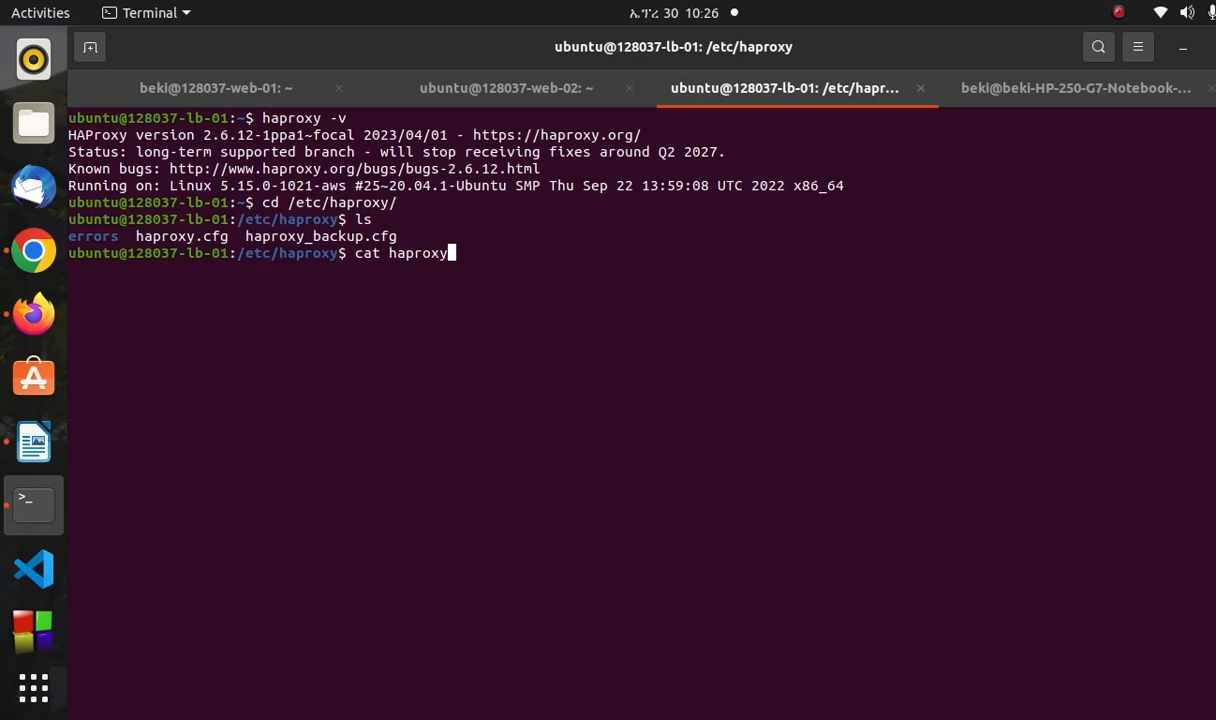 Activities Terminal ኤፕረ 30 10:26
ubuntu@128037-lb-01: /etc/haproxy
beki@128037-web-01: ~ ubuntu@128037-web-02: ~ ubuntu@128037-lb-01: /etc/hapr... beki@beki-HP-250-G7-Notebook-...
ubuntu@128037-lb-01:~$ haproxy -v
HAProxy version 2.6.12-1ppa1~focal 2023/04/01 - https://haproxy.org/
Status: long-term supported branch - will stop receiving fixes around Q2 2027.
Known bugs: http://www.haproxy.org/bugs/bugs-2.6.12.html
Running on: Linux 5.15.0-1021-aws #25~20.04.1-Ubuntu SMP Thu Sep 22 13:59:08 UTC 2022 x86_64
ubuntu@128037-lb-01:~$ cd /etc/haproxy/
ubuntu@128037-lb-01:/etc/haproxy$ ls
errors haproxy.cfg haproxy_backup.cfg
ubuntu@128037-lb-01:/etc/haproxy$ cat haproxy